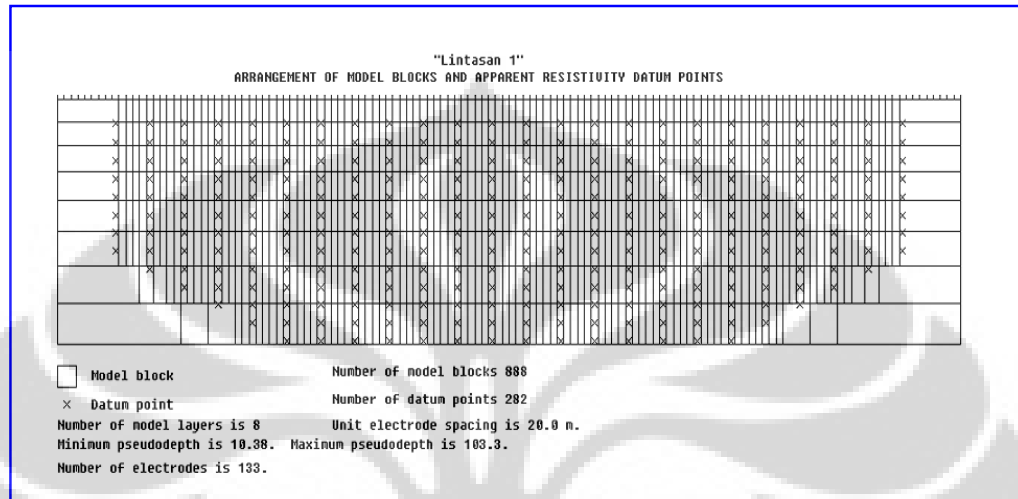 "Lintasan 1"
ARRANGEMENT OF MODEL BLOCKS AND APPARENT RESISTIVITY DATUM POINTS
Model block
Number of model blocks 888
× Datum point
Number of datum points 282
Number of model layers is 8
Unit electrode spacing is 20.0 m.
Minimum pseudodepth is 10.38. Maximum pseudodepth is 103.3.
Number of electrodes is 133.